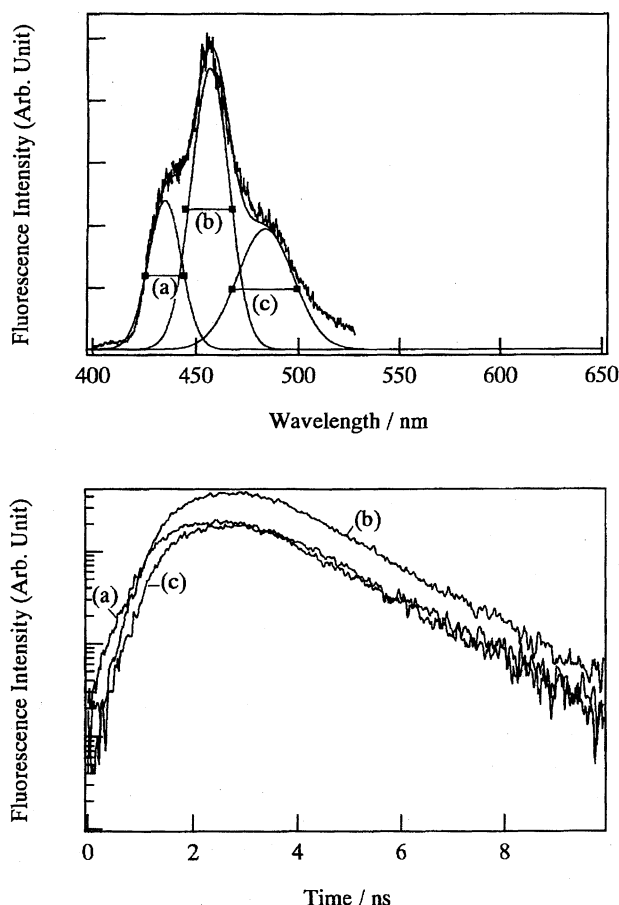 Fluorescence Intensity (Arb. Unit)
(b)
(a)
(c)
400 450 500 550 600 650
Wavelength / nm
Fluorescence Intensity (Arb. Unit)
(b)
(a)
(c)
0 2 4 6 8
Time / ns